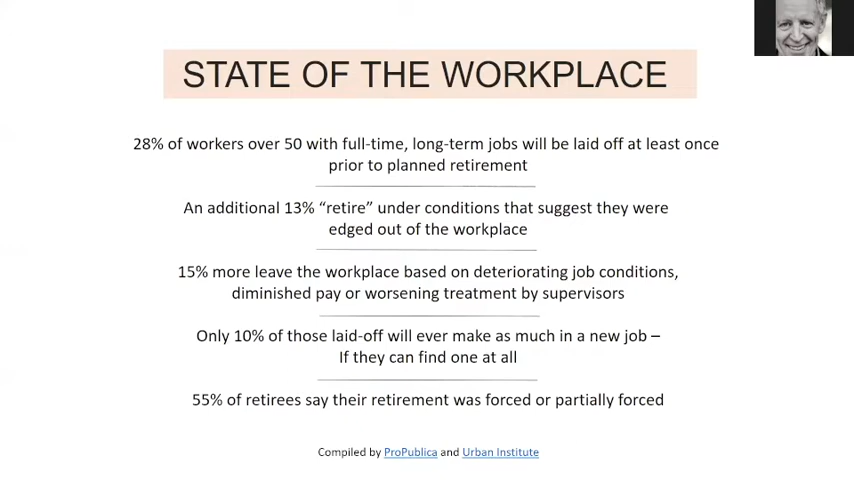 STATE OF THE WORKPLACE
28% of workers over 50 with full-time, long-term jobs will be laid off at least once
prior to planned retirement
An additional 13% “retire” under conditions that suggest they were
edged out of the workplace
15% more leave the workplace based on deteriorating job conditions,
diminished pay or worsening treatment by supervisors
Only 10% of those laid-off will ever make as much in a new job –
If they can find one at all
55% of retirees say their retirement was forced or partially forced
Compiled by ProPublica and Urban Institute